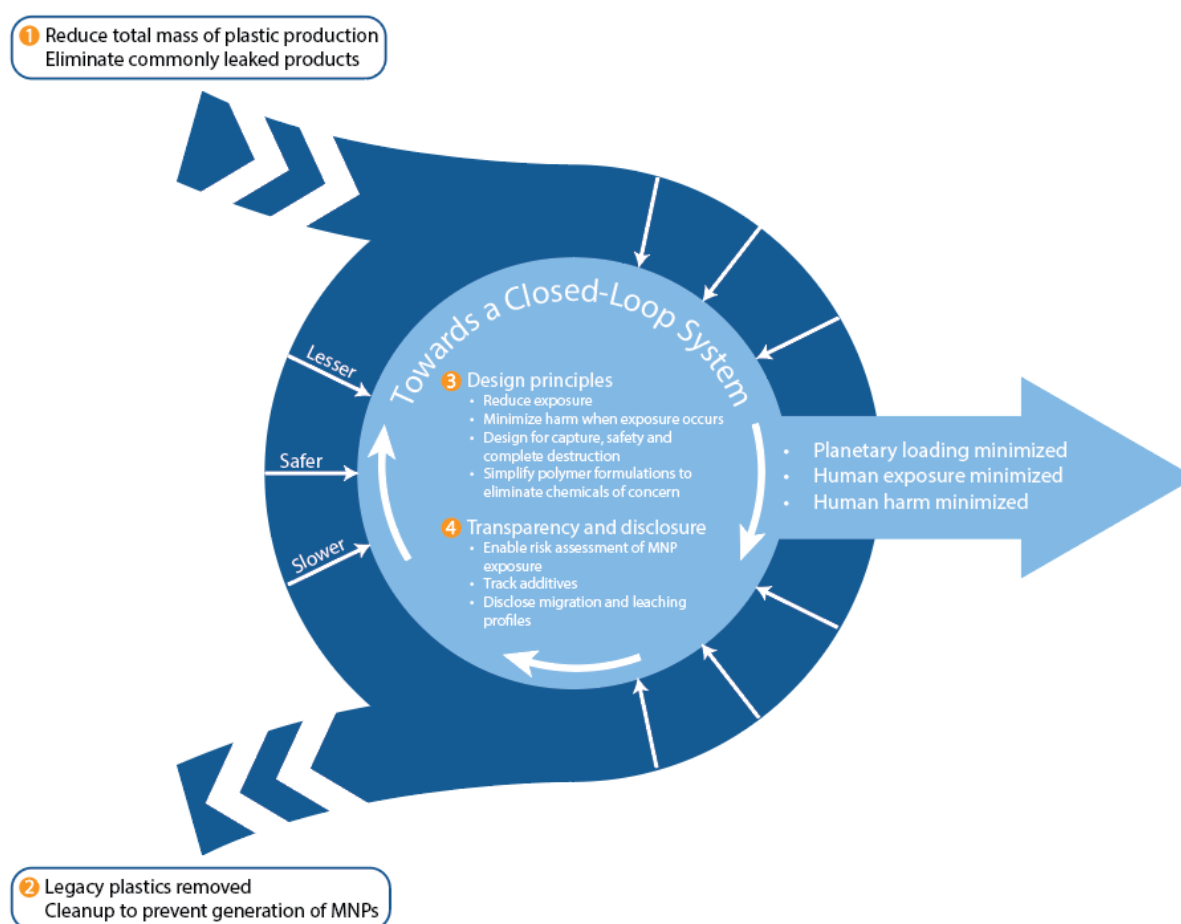 1 Reduce total mass of plastic production
Eliminate commonly leaked products
Towards a Closed-Loop System
Lesser
Safer
Slower
3 Design principles
• Reduce exposure
• Minimize harm when exposure occurs
• Design for capture, safety and
complete destruction
• Simplify polymer formulations to
eliminate chemicals of concern
4 Transparency and disclosure
• Enable risk assessment of MNP
exposure
• Track additives
• Disclose migration and leaching
profiles
• Planetary loading minimized
• Human exposure minimized
• Human harm minimized
2 Legacy plastics removed
Cleanup to prevent generation of MNPs